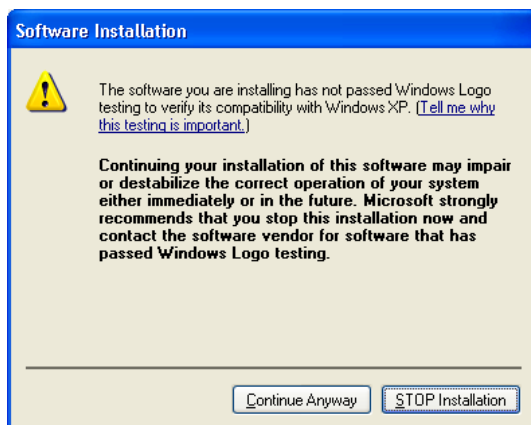 Software Installation
The software you are installing has not passed Windows Logo
testing to verify its compatibility with Windows XP. (Tell me why
this testing is important.)
Continuing your installation of this software may impair
or destabilize the correct operation of your system
either immediately or in the future. Microsoft strongly
recommends that you stop this installation now and
contact the software vendor for software that has
passed Windows Logo testing.
Continue Anyway
STOP Installation